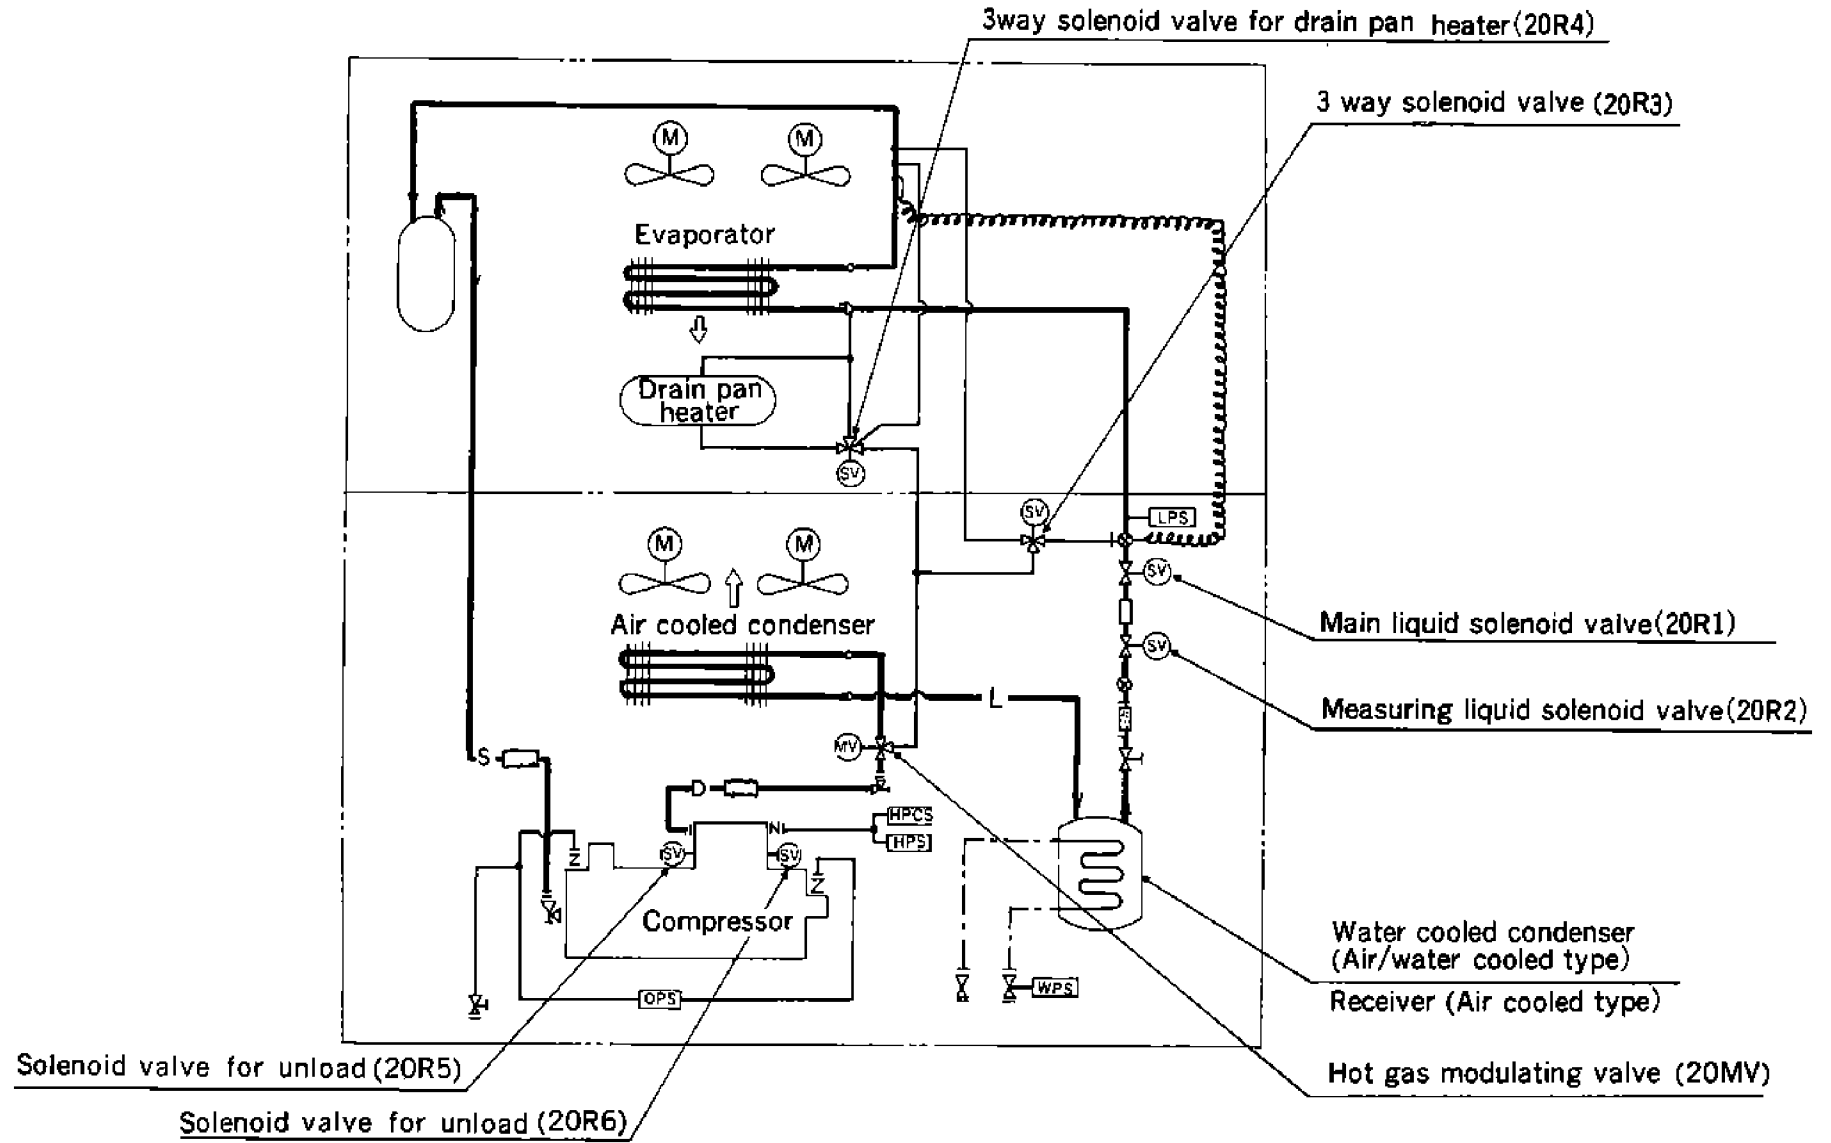 3way solenoid valve for drain pan heater(20R4)
3 way solenoid valve (20R3)
M
M
Evaporator
Drain pan
heater
SV
SV
LPS
M
M
SV
Air cooled condenser
Main liquid solenoid valve(20R1)
SV
L
Measuring liquid solenoid valve(20R2)
MV
S
D
HPCS
N
HPS
SV
SV
Z
Z
Compressor
Water cooled condenser
(Air/water cooled type)
OPS
WPS
Receiver (Air cooled type)
Solenoid valve for unload(20R5)
Hot gas modulating valve (20MV)
Solenoid valve for unload(20R6)